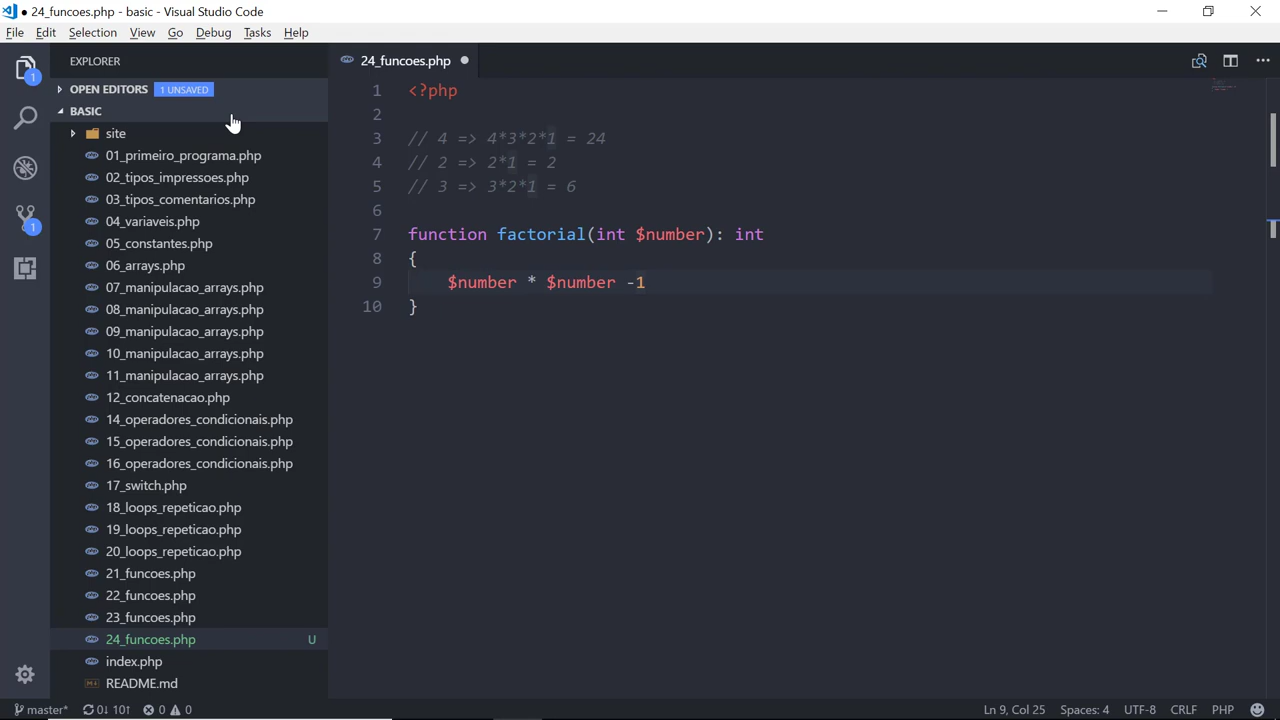 ● 24_funcoes.php - basic - Visual Studio Code
File Edit Selection View Go Debug Tasks Help
EXPLORER
24_funcoes.php ●
OPEN EDITORS 1 UNSAVED
BASIC
site
01_primeiro_programa.php
02_tipos_impressoes.php
03_tipos_comentarios.php
04_variaveis.php
05_constantes.php
06_arrays.php
07_manipulacao_arrays.php
08_manipulacao_arrays.php
09_manipulacao_arrays.php
10_manipulacao_arrays.php
11_manipulacao_arrays.php
12_concatenacao.php
14_operadores_condicionais.php
15_operadores_condicionais.php
16_operadores_condicionais.php
17_switch.php
18_loops_repeticao.php
19_loops_repeticao.php
20_loops_repeticao.php
21_funcoes.php
22_funcoes.php
23_funcoes.php
24_funcoes.php U
index.php
README.md
1
1
1 <?php
2
3 // 4 => 4*3*2*1 = 24
4 // 2 => 2*1 = 2
5 // 3 => 3*2*1 = 6
6
7 function factorial(int $number): int
8 {
9 $number * $number -1
10 }
master* 0↓ 10↑ 0 0 Ln 9, Col 25 Spaces: 4 UTF-8 CRLF PHP